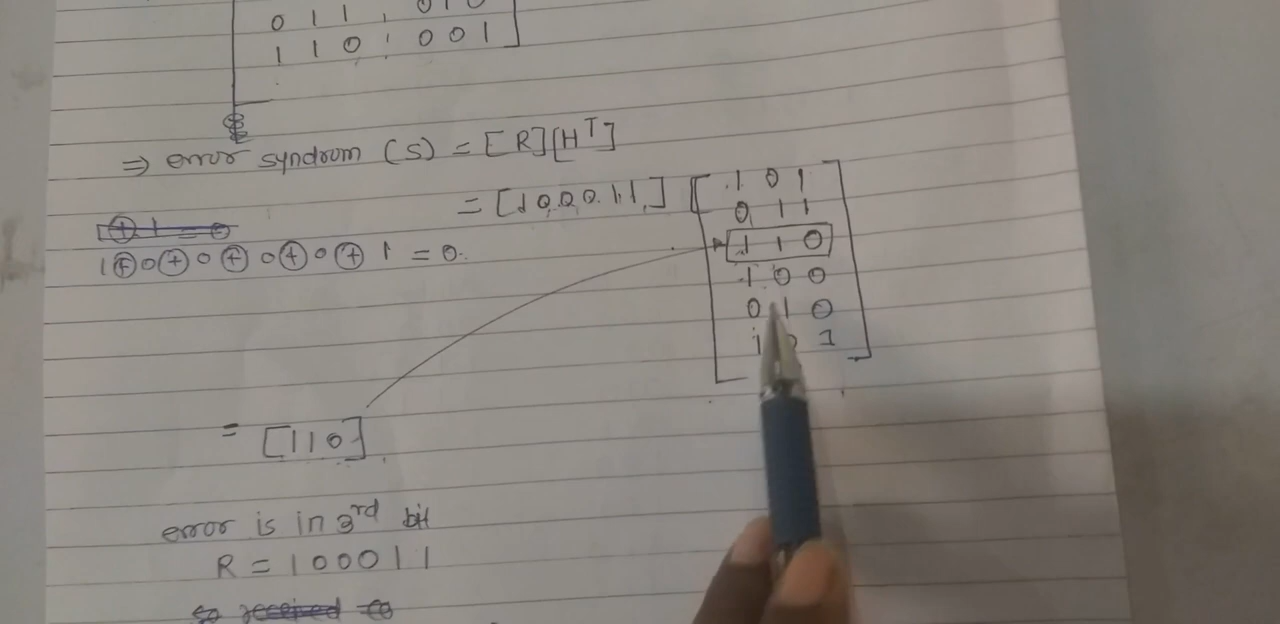 0 1 1 , 0 1 0
1 1 0 , 0 0 1
⇒ error syndrom (S) = [R][H^T]
= [1 0,0,0.1,1,] [ 1 0 1
0 1 1
1 1 0
1 0 0
0 1 0
1 0 1 ]
1 ⊕ 0 ⊕ 0 ⊕ 0 ⊕ 0 ⊕ 1 = 0.
= [1 1 0]
error is in 3rd bit
R = 1 0 0 0 1 1